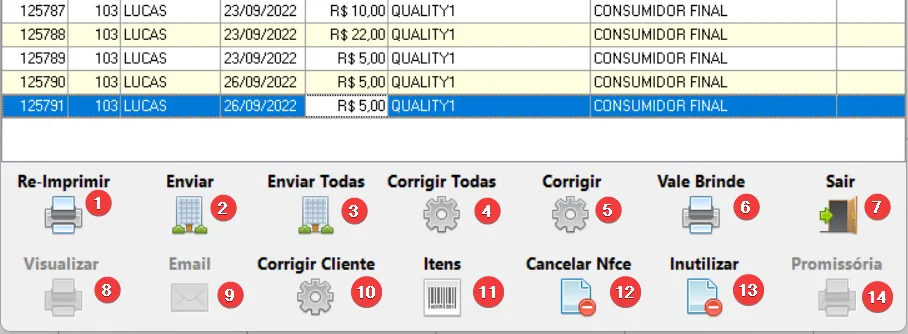 125787 103 LUCAS 23/09/2022 R$ 10,00 QUALITY1 CONSUMIDOR FINAL
125788 103 LUCAS 23/09/2022 R$ 22,00 QUALITY1 CONSUMIDOR FINAL
125789 103 LUCAS 23/09/2022 R$ 5,00 QUALITY1 CONSUMIDOR FINAL
125790 103 LUCAS 26/09/2022 R$ 5,00 QUALITY1 CONSUMIDOR FINAL
125791 103 LUCAS 26/09/2022 R$ 5,00 QUALITY1 CONSUMIDOR FINAL
Re-Imprimir Enviar Enviar Todas Corrigir Todas Corrigir Vale Brinde Sair
1 2 3 4 5 6 7
Visualizar Email Corrigir Cliente Itens Cancelar Nfce Inutilizar Promissória
8 9 10 11 12 13 14